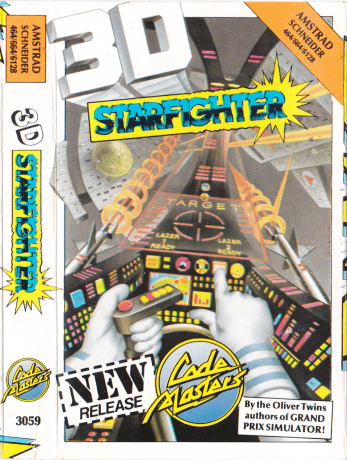 AMSTRAD
SCHNEIDER
464/664/6128
3D
STARFIGHTER
Code
Masters
3059
3D
AMSTRAD
SCHNEIDER
464/664/6128
STARFIGHTER
TARGET
LAZER
1
READY
LAZER
2
READY
NEW
RELEASE
Code
Masters
By the Oliver Twins
authors of GRAND
PRIX SIMULATOR!